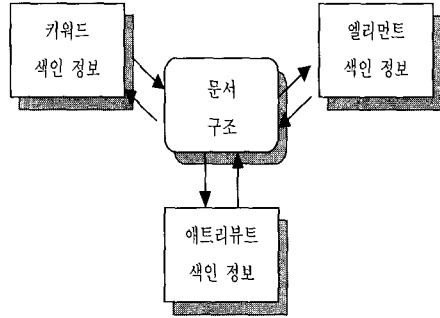 키워드
색인 정보
엘리먼트
색인 정보
문서
구조
애트리뷰트
색인 정보